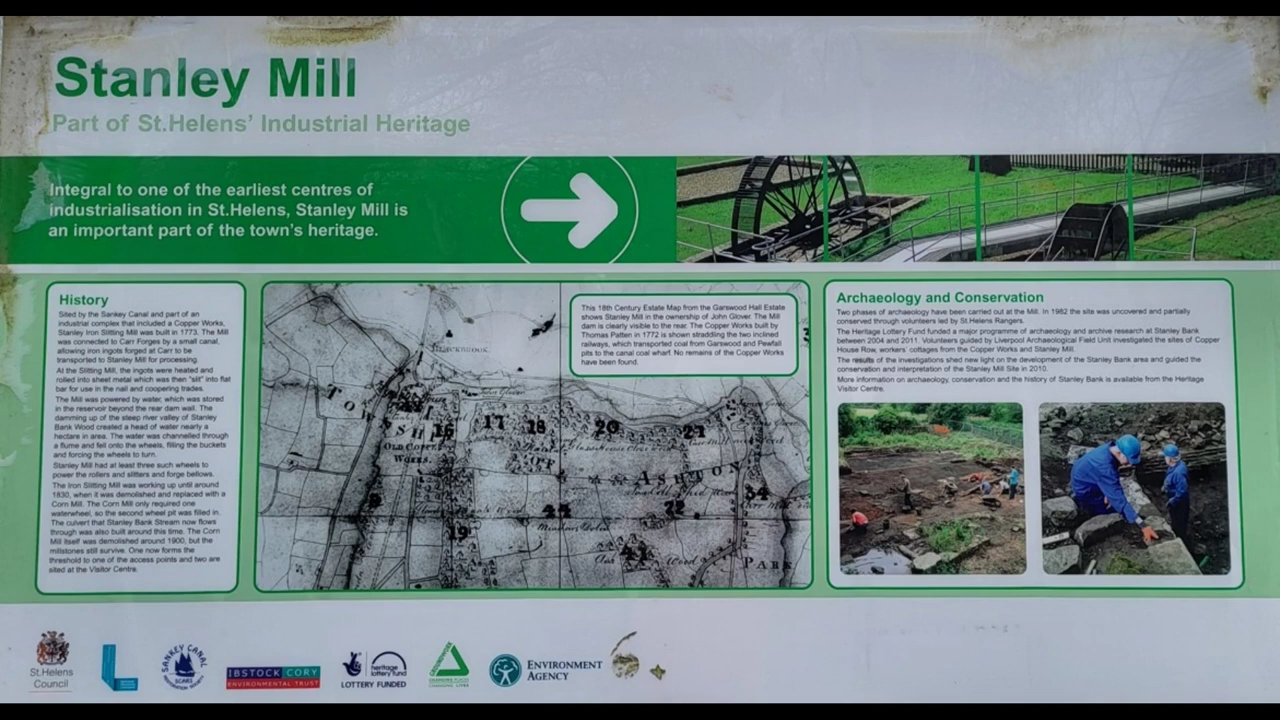 Stanley Mill
Part of St.Helens' Industrial Heritage
Integral to one of the earliest centres of
industrialisation in St.Helens, Stanley Mill is
an important part of the town's heritage.
History
Sited by the Sankey Canal and part of an
industrial complex that included a Copper Works,
Stanley Iron Slitting Mill was built in 1773. The Mill
was connected to Carr Forges by a small canal,
allowing iron ingots forged at Carr to be
transported to Stanley Mill for processing.
At the Slitting Mill, the ingots were heated and
rolled into sheet metal which was then "slit" into flat
bar for use in the nail and coopering trades.
The Mill was powered by water, which was stored
in the reservoir beyond the rear dam wall. The
damming up of the steep river valley of Stanley
Bank Wood created a head of water nearly a
hectare in area. The water was channelled through
a flume and fell onto the wheels, filling the buckets
and forcing the wheels to turn.
Stanley Mill had at least three such wheels to
power the rollers and slitters and forge bellows.
The Iron Slitting Mill was working up until around
1830, when it was demolished and replaced with a
Corn Mill. The Corn Mill only required one
waterwheel, so the second wheel pit was filled in.
The culvert that Stanley Bank Stream now flows
through was also built around this time. The Corn
Mill itself was demolished around 1900, but the
millstones still survive. One now forms the
threshold to one of the access points and two are
sited at the Visitor Centre.
This 18th Century Estate Map from the Garswood Hall Estate
shows Stanley Mill in the ownership of John Glover. The Mill
dam is clearly visible to the rear. The Copper Works built by
Thomas Patten in 1772 is shown straddling the two inclined
railways, which transported coal from Garswood and Pewfall
pits to the canal coal wharf. No remains of the Copper Works
have been found.
BLACKBROOK
TOW
16
17
18
20
21
OLD COPPER
WORKS.
ASHTON
34
9
44
72
19
41
PARK
Archaeology and Conservation
Two phases of archaeology have been carried out at the Mill. In 1982 the site was uncovered and partially
conserved through volunteers led by St.Helens Rangers.
The Heritage Lottery Fund funded a major programme of archaeology and archive research at Stanley Bank
between 2004 and 2011. Volunteers guided by Liverpool Archaeological Field Unit investigated the sites of Copper
House Row, workers' cottages from the Copper Works and Stanley Mill.
The results of the investigations shed new light on the development of the Stanley Bank area and guided the
conservation and interpretation of the Stanley Mill Site in 2010.
More information on archaeology, conservation and the history of Stanley Bank is available from the Heritage
Visitor Centre.
St.Helens
Council
SANKEY CANAL
SCARS
RESTORATION SOCIETY
IBSTOCK CORY
ENVIRONMENTAL TRUST
heritage
lottery fund
LOTTERY FUNDED
GROUNDWORK
CHANGING PLACES
CHANGING LIVES
ENVIRONMENT
AGENCY